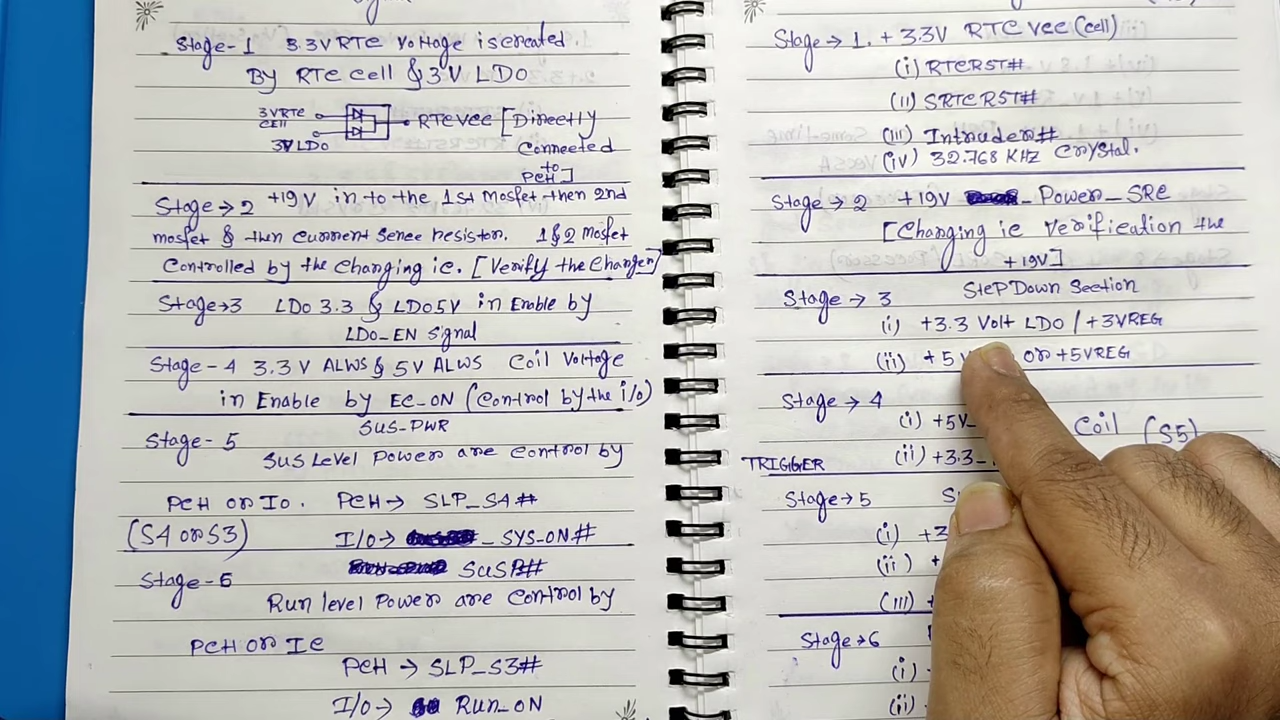 Stage-1 3.3V RTC Voltage is created
By RTC Cell & 3V LDO
3VRTC
CELL
3V LDO
RTC VCC [Directly
Connected
to
PCH]
Stage→2 +19V in to the 1st mosfet then 2nd
mosfet & then Current Sence resistor. 1&2 mosfet
Controlled by the Charging ic. [Verify the Charger]
Stage→3 LDO 3.3 & LDO5V in Enable by
LDO_EN Signal
Stage-4 3.3V ALWS & 5V ALWS Coil Voltage
in Enable by EC_ON (Control by the i/o)
SUS-PWR
Stage-5 SUS Level Power are Control by
PCH or Io. PCH→ SLP_S4#
(S4 or S3) I/o→ _SYS-ON#
SUSP#
Stage-6
Run level Power are Control by
PCH or IC
PCH → SLP_S3#
I/o→ Run_ON
Stage→1. +3.3V RTC VCC (cell)
(i) RTCRST#
(ii) SRTCRST#
(iii) Intruder#
(iv) 32.768 KHZ Crystal.
Stage→2 +19V _Power_SRC
[Charging ic Verification the
+19V]
Stage→3 StepDown Section
(i) +3.3 Volt LDO / +3VREG
(ii) +5 V or +5VREG
Stage→4
(i) +5V_ Coil (S5)
(ii) +3.3_
TRIGGER
Stage→5
(i) +3
(ii) +
(iii) +
Stage→6
(i)
(ii)